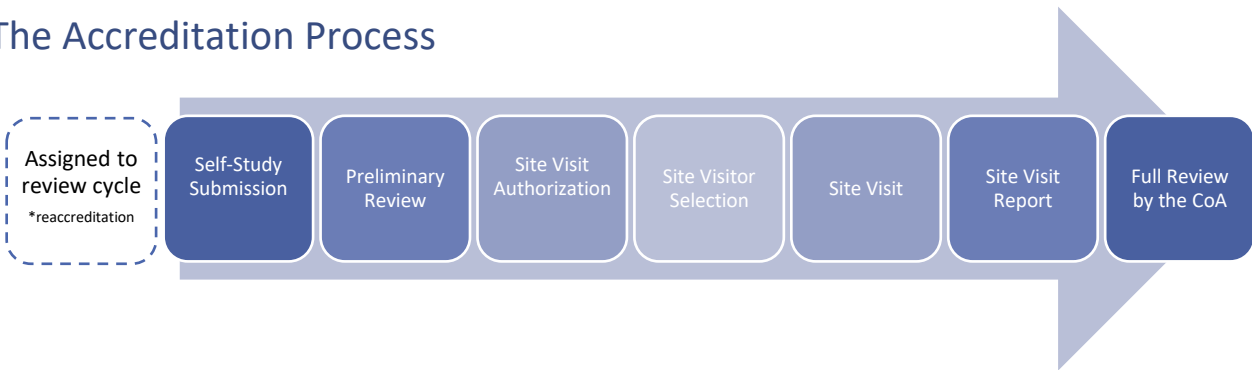 The Accreditation Process
Assigned to
review cycle
*reaccreditation
Self-Study
Submission
Preliminary
Review
Site Visit
Authorization
Site Visitor
Selection
Site Visit
Site Visit
Report
Full Review
by the CoA